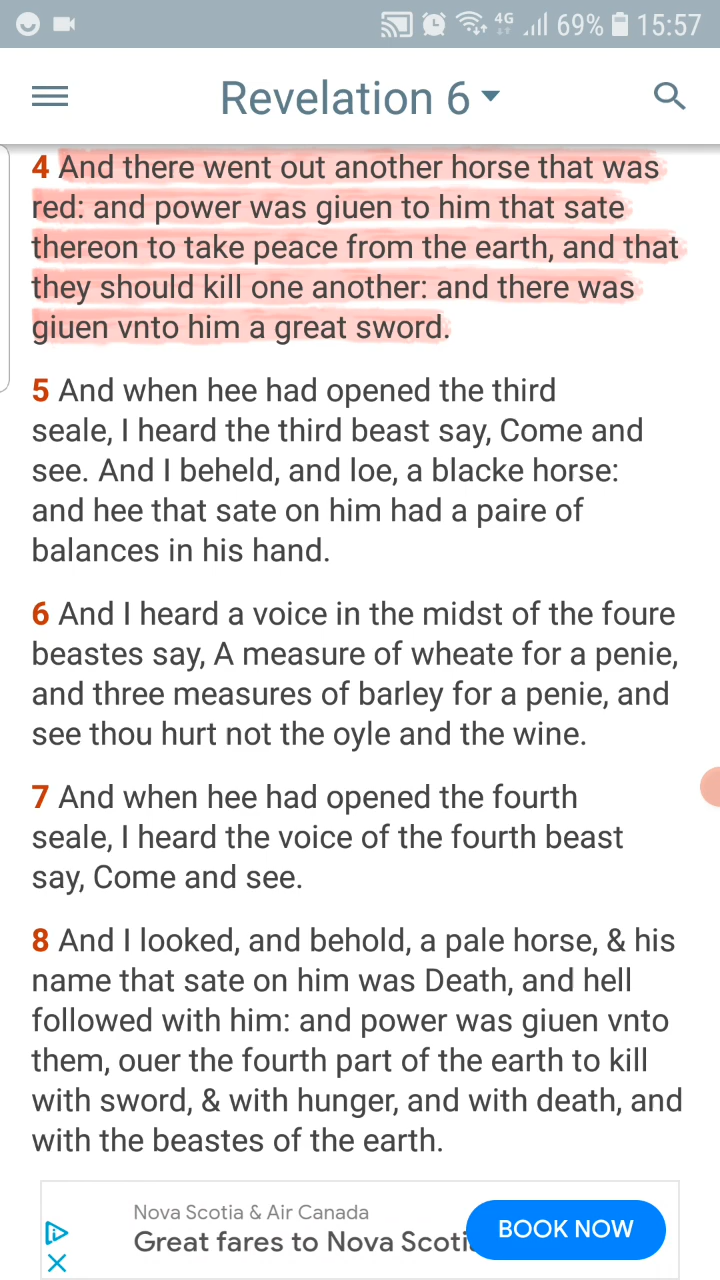 4G 69% 15:57
Revelation 6
4 And there went out another horse that was
red: and power was giuen to him that sate
thereon to take peace from the earth, and that
they should kill one another: and there was
giuen vnto him a great sword.
5 And when hee had opened the third
seale, I heard the third beast say, Come and
see. And I beheld, and loe, a blacke horse:
and hee that sate on him had a paire of
balances in his hand.
6 And I heard a voice in the midst of the foure
beastes say, A measure of wheate for a penie,
and three measures of barley for a penie, and
see thou hurt not the oyle and the wine.
7 And when hee had opened the fourth
seale, I heard the voice of the fourth beast
say, Come and see.
8 And I looked, and behold, a pale horse, & his
name that sate on him was Death, and hell
followed with him: and power was giuen vnto
them, ouer the fourth part of the earth to kill
with sword, & with hunger, and with death, and
with the beastes of the earth.
Nova Scotia & Air Canada
Great fares to Nova Scoti
BOOK NOW